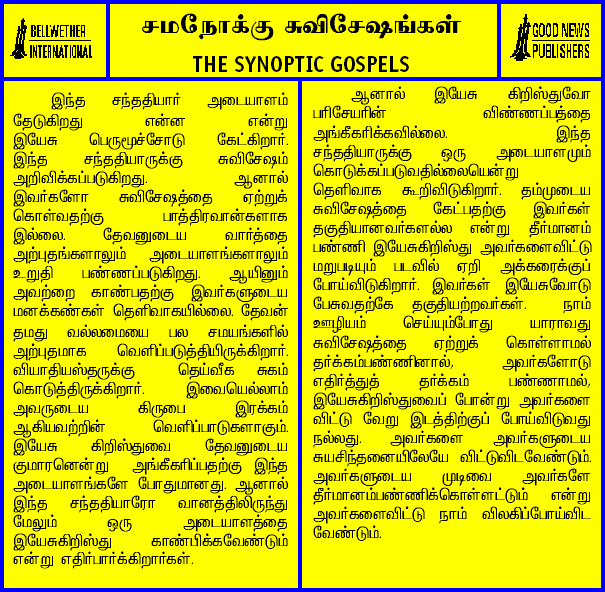 BELLWETHER
INTERNATIONAL
சமநோக்கு சுவிசேஷங்கள்
THE SYNOPTIC GOSPELS
GOOD NEWS
PUBLISHERS
இந்த சந்ததியார் அடையாளம்
தேடுகிறது என்ன என்று
இயேசு பெருமூச்சோடு கேட்கிறார்.
இந்த சந்ததியாருக்கு சுவிசேஷம்
அறிவிக்கப்படுகிறது. ஆனால்
இவர்களோ சுவிசேஷத்தை ஏற்றுக்
கொள்வதற்கு பாத்திரவான்களாக
இல்லை. தேவனுடைய வார்த்தை
அற்புதங்களாலும் அடையாளங்களாலும்
உறுதி பண்ணப்படுகிறது. ஆயினும்
அவற்றை காண்பதற்கு இவர்களுடைய
மனக்கண்கள் தெளிவாகயில்லை. தேவன்
தமது வல்லமையை பல சமயங்களில்
அற்புதமாக வெளிப்படுத்தியிருக்கிறார்.
வியாதியஸ்தருக்கு தெய்வீக சுகம்
கொடுத்திருக்கிறார். இவையெல்லாம்
அவருடைய கிருபை இரக்கம்
ஆகியவற்றின் வெளிப்பாடுகளாகும்.
இயேசு கிறிஸ்துவை தேவனுடைய
குமாரனென்று அங்கீகரிப்பதற்கு இந்த
அடையாளங்களே போதுமானது. ஆனால்
இந்த சந்ததியாரோ வானத்திலிருந்து
மேலும் ஒரு அடையாளத்தை
இயேசுகிறிஸ்து காண்பிக்கவேண்டும்
என்று எதிர்பார்க்கிறார்கள்.
ஆனால் இயேசு கிறிஸ்துவோ
பரிசேயரின் விண்ணப்பத்தை
அங்கீகரிக்கவில்லை. இந்த
சந்ததியாருக்கு ஒரு அடையாளமும்
கொடுக்கப்படுவதில்லையென்று
தெளிவாக கூறிவிடுகிறார். தம்முடைய
சுவிசேஷத்தை கேட்பதற்கு இவர்கள்
தகுதியானவர்களல்ல என்று தீர்மானம்
பண்ணி இயேசுகிறிஸ்து அவர்களைவிட்டு
மறுபடியும் படவில் ஏறி அக்கரைக்குப்
போய்விடுகிறார். இவர்கள் இயேசுவோடு
பேசுவதற்கே தகுதியற்றவர்கள். நாம்
ஊழியம் செய்யும்போது யாராவது
சுவிசேஷத்தை ஏற்றுக் கொள்ளாமல்
தர்க்கம்பண்ணினால், அவர்களோடு
எதிர்த்துத் தர்க்கம் பண்ணாமல்,
இயேசுகிறிஸ்துவைப் போன்று அவர்களை
விட்டு வேறு இடத்திற்குப் போய்விடுவது
நல்லது. அவர்களை அவர்களுடைய
சுயசிந்தனையிலேயே விட்டுவிடவேண்டும்.
அவர்களுடைய முடிவை அவர்களே
தீர்மானம்பண்ணிக்கொள்ளட்டும் என்று
அவர்களைவிட்டு நாம் விலகிப்போய்விட
வேண்டும்.